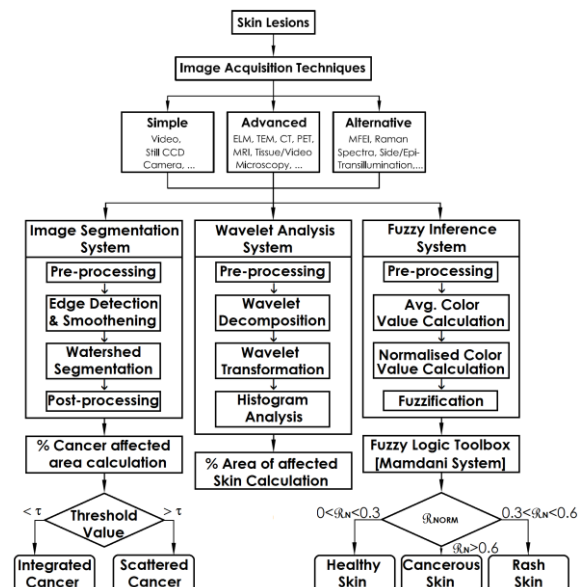 Skin Lesions
Image Acquisition Techniques
Simple
Video,
Still CCD
Camera, ...
Advanced
ELM, TEM, CT, PET,
MRI, Tissue/Video
Microscopy, ...
Alternative
MFEI, Raman
Spectra, Side/Epi-
Transillumination,...
Image Segmentation
System
Pre-processing
Edge Detection
& Smoothening
Watershed
Segmentation
Post-processing
% Cancer affected
area calculation
< τ
Threshold
Value
> τ
Integrated
Cancer
Scattered
Cancer
Wavelet Analysis
System
Pre-processing
Wavelet
Decomposition
Wavelet
Transformation
Histogram
Analysis
% Area of affected
Skin Calculation
Fuzzy Inference
System
Pre-processing
Avg. Color
Value Calculation
Normalised Color
Value Calculation
Fuzzification
Fuzzy Logic Toolbox
[Mamdani System]
0<ℛN<0.3
ℛNORM
0.3<ℛN<0.6
ℛN>0.6
Healthy
Skin
Cancerous
Skin
Rash
Skin